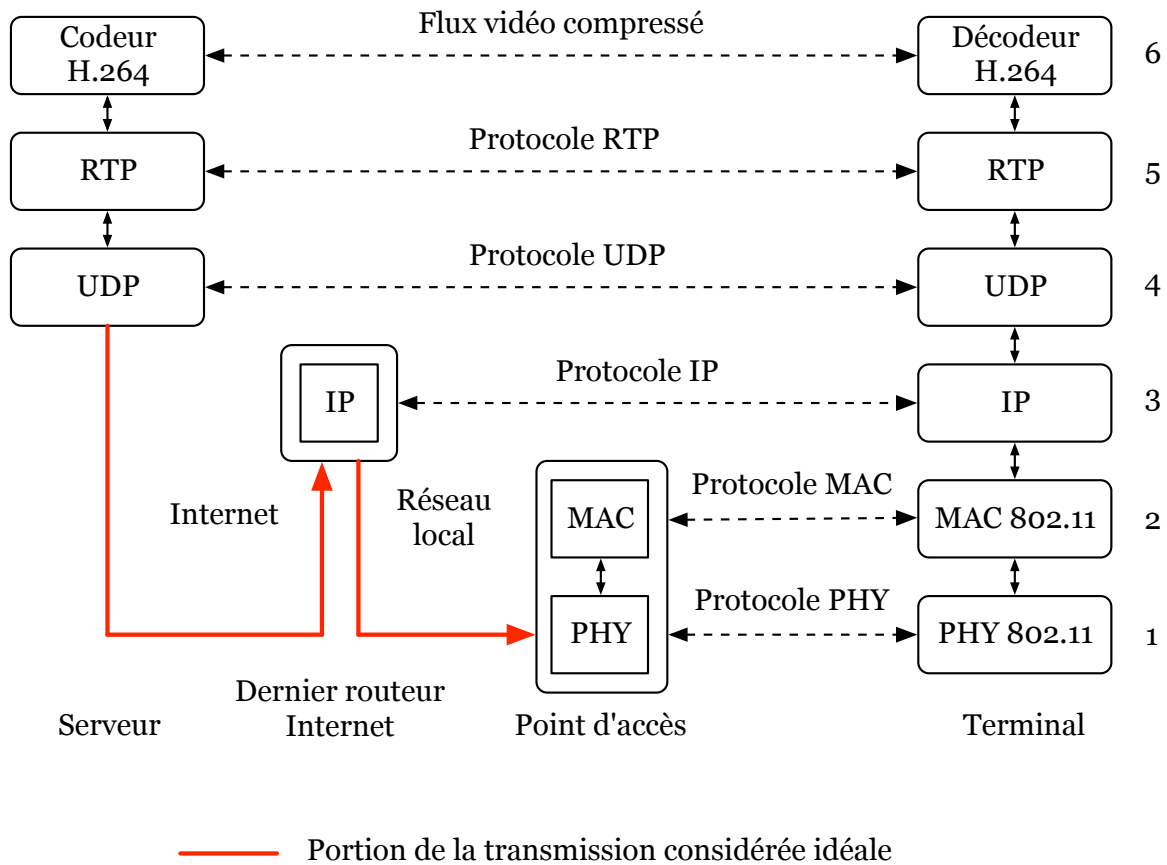 Codeur
H.264
Flux vidéo compressé
Décodeur
H.264
6
RTP
Protocole RTP
RTP
5
UDP
Protocole UDP
UDP
4
IP
Protocole IP
IP
3
Internet
Réseau
local
MAC
Protocole MAC
MAC 802.11
2
PHY
Protocole PHY
PHY 802.11
1
Serveur
Dernier routeur
Internet
Point d'accès
Terminal
Portion de la transmission considérée idéale